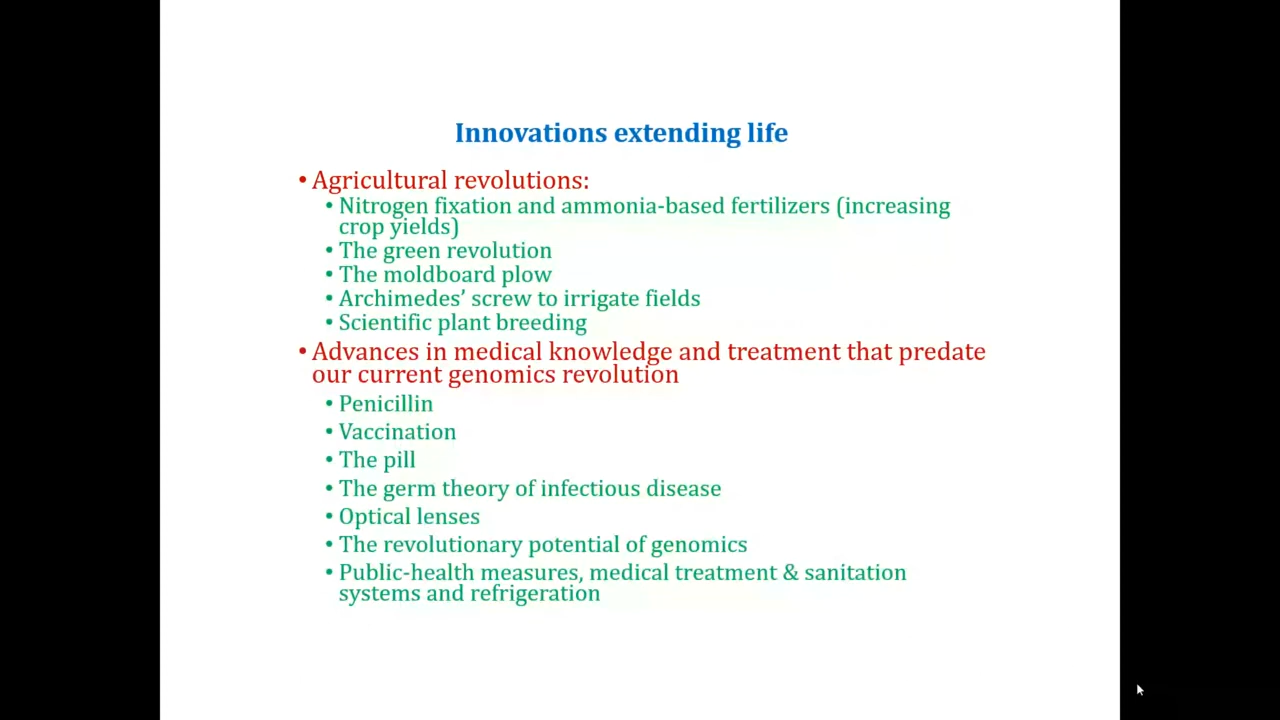 Innovations extending life
• Agricultural revolutions:
• Nitrogen fixation and ammonia-based fertilizers (increasing
crop yields)
• The green revolution
• The moldboard plow
• Archimedes’ screw to irrigate fields
• Scientific plant breeding
• Advances in medical knowledge and treatment that predate
our current genomics revolution
• Penicillin
• Vaccination
• The pill
• The germ theory of infectious disease
• Optical lenses
• The revolutionary potential of genomics
• Public-health measures, medical treatment & sanitation
systems and refrigeration